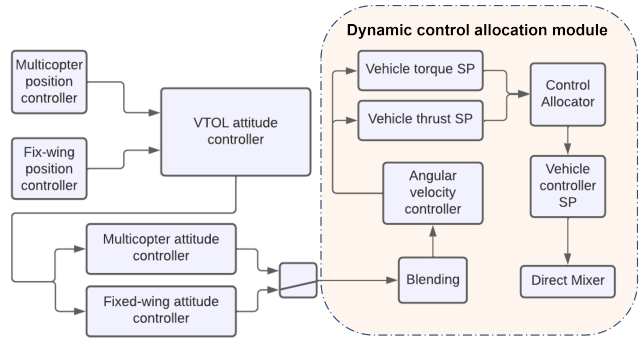 Dynamic control allocation module
Multicopter
position
controller
Fix-wing
position
controller
VTOL attitude
controller
Multicopter attitude
controller
Fixed-wing attitude
controller
Vehicle torque SP
Vehicle thrust SP
Angular
velocity
controller
Blending
Control
Allocator
Vehicle
controller
SP
Direct Mixer